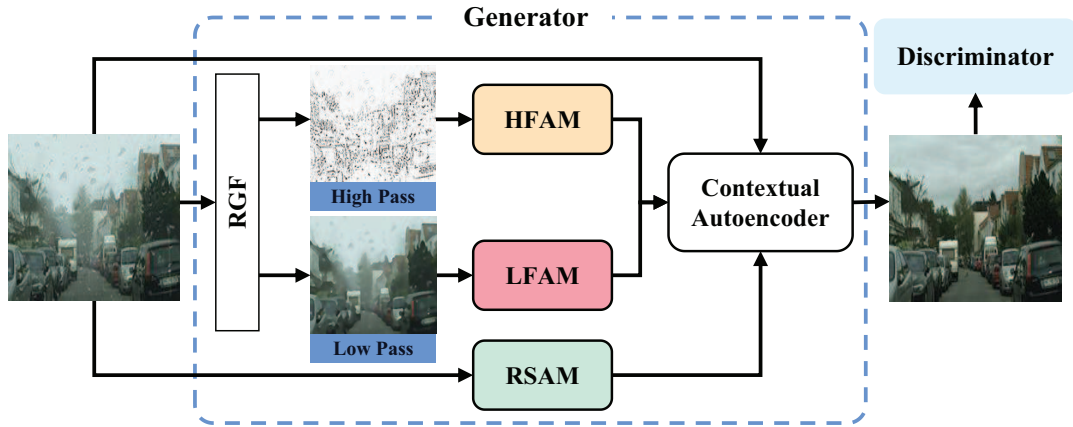 Generator
Discriminator
RGF
High Pass
HFAM
Contextual
Autoencoder
Low Pass
LFAM
RSAM